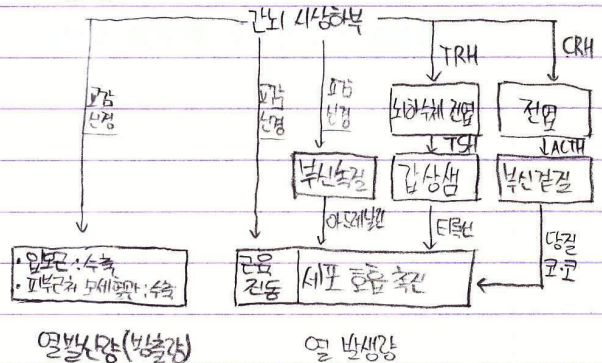 간뇌 시상하부
TRH
CRH
교감
신경
교감
신경
교감
신경
뇌하수체 전엽
전엽
TSH
ACTH
부신속질
갑상샘
부신겉질
아드레날린
티록신
당질
코·코
• 입모근 : 수축
• 피부근처 모세혈관 : 수축
근육
진동
세포 호흡 촉진
열발산량(방출량)
열 발생량